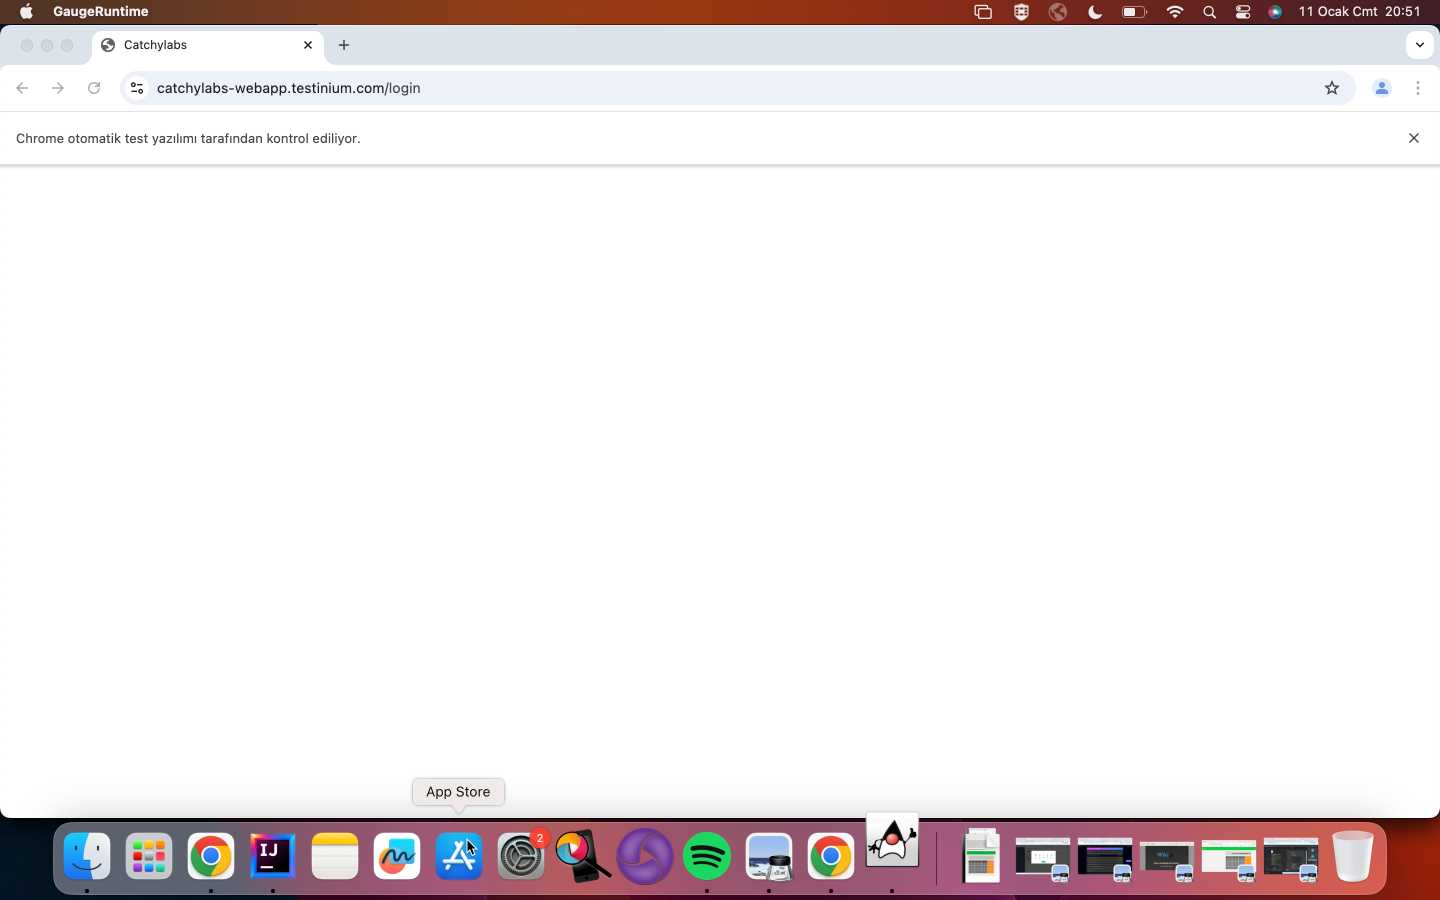 GaugeRuntime
11 Ocak Cmt 20:51
Catchylabs
catchylabs-webapp.testinium.com/login
Chrome otomatik test yazılımı tarafından kontrol ediliyor.
App Store
IJ
2